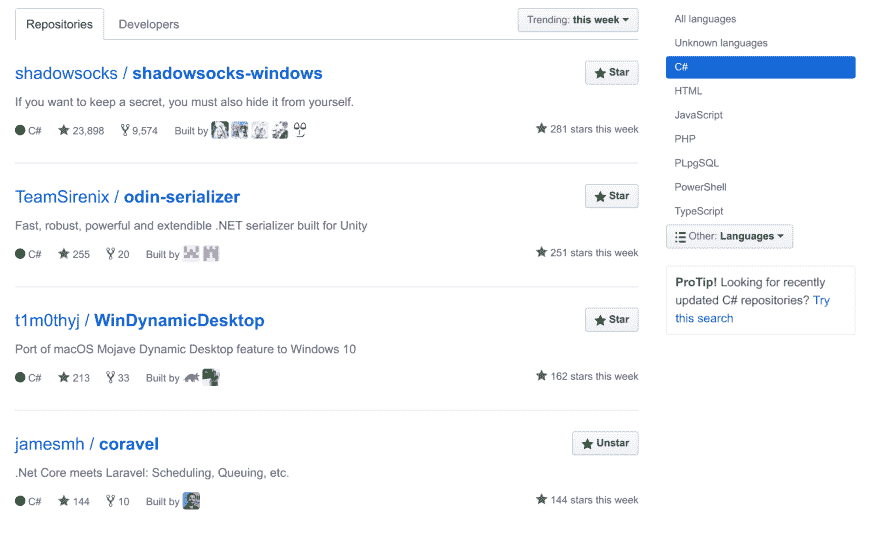 Repositories Developers Trending: this week
shadowsocks / shadowsocks-windows Star
If you want to keep a secret, you must also hide it from yourself.
C# 23,898 9,574 Built by 281 stars this week
TeamSirenix / odin-serializer Star
Fast, robust, powerful and extendible .NET serializer built for Unity
C# 255 20 Built by 251 stars this week
t1m0thyj / WinDynamicDesktop Star
Port of macOS Mojave Dynamic Desktop feature to Windows 10
C# 213 33 Built by 162 stars this week
jamesmh / coravel Unstar
.Net Core meets Laravel: Scheduling, Queuing, etc.
C# 144 10 Built by 144 stars this week
All languages
Unknown languages
C#
HTML
JavaScript
PHP
PLpgSQL
PowerShell
TypeScript
Other: Languages
ProTip! Looking for recently
updated C# repositories? Try
this search